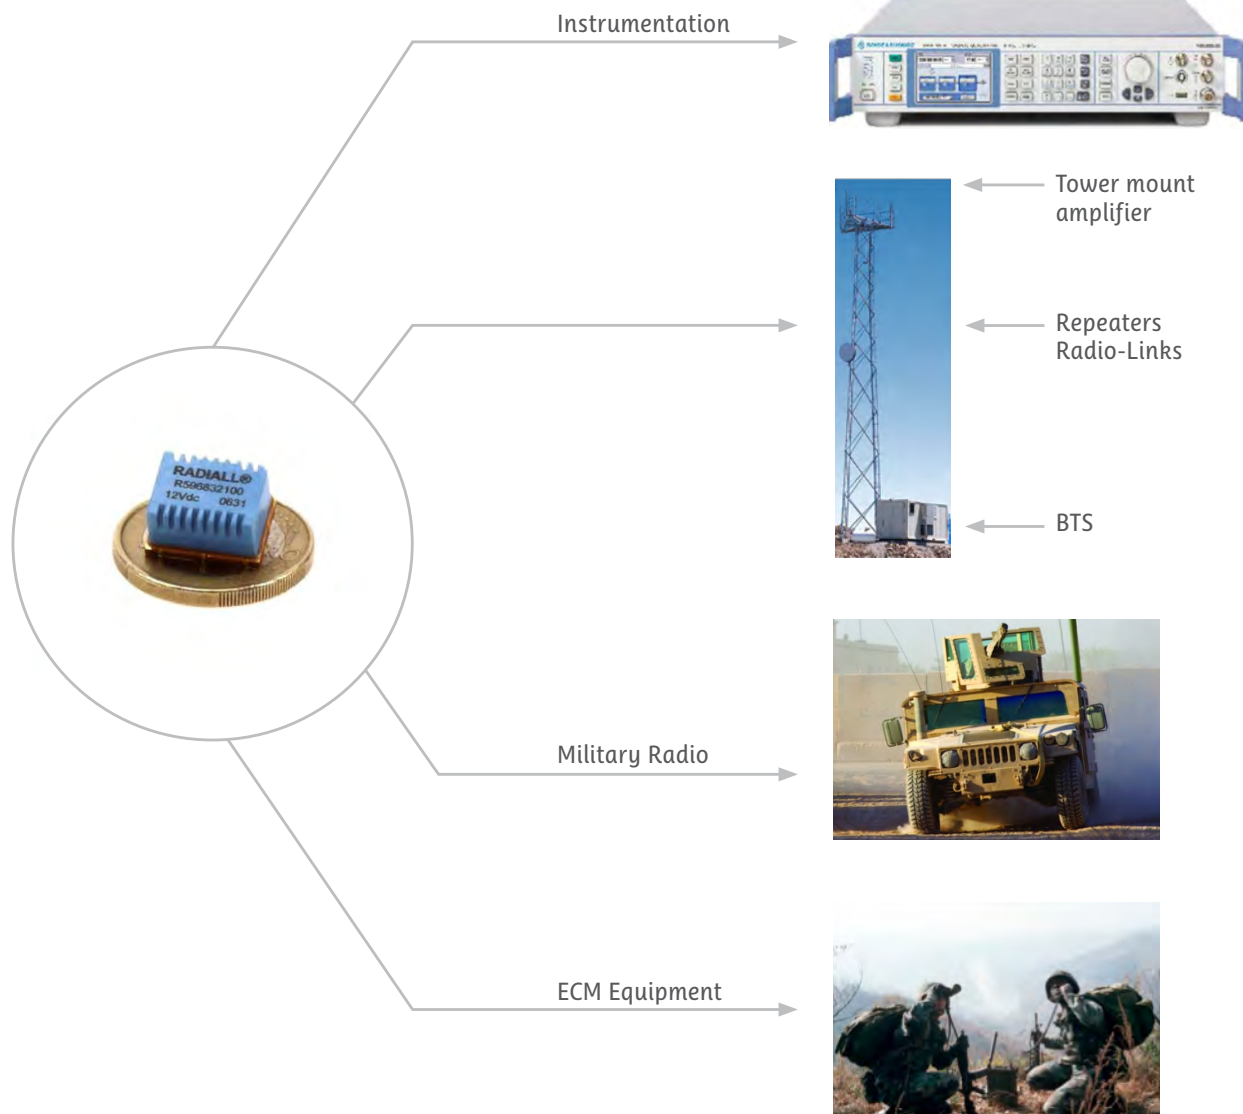 Instrumentation
Tower mount
amplifier
Repeaters
Radio-Links
BTS
RADIALL®
R596832100
12Vdc 0631
Military Radio
ECM Equipment